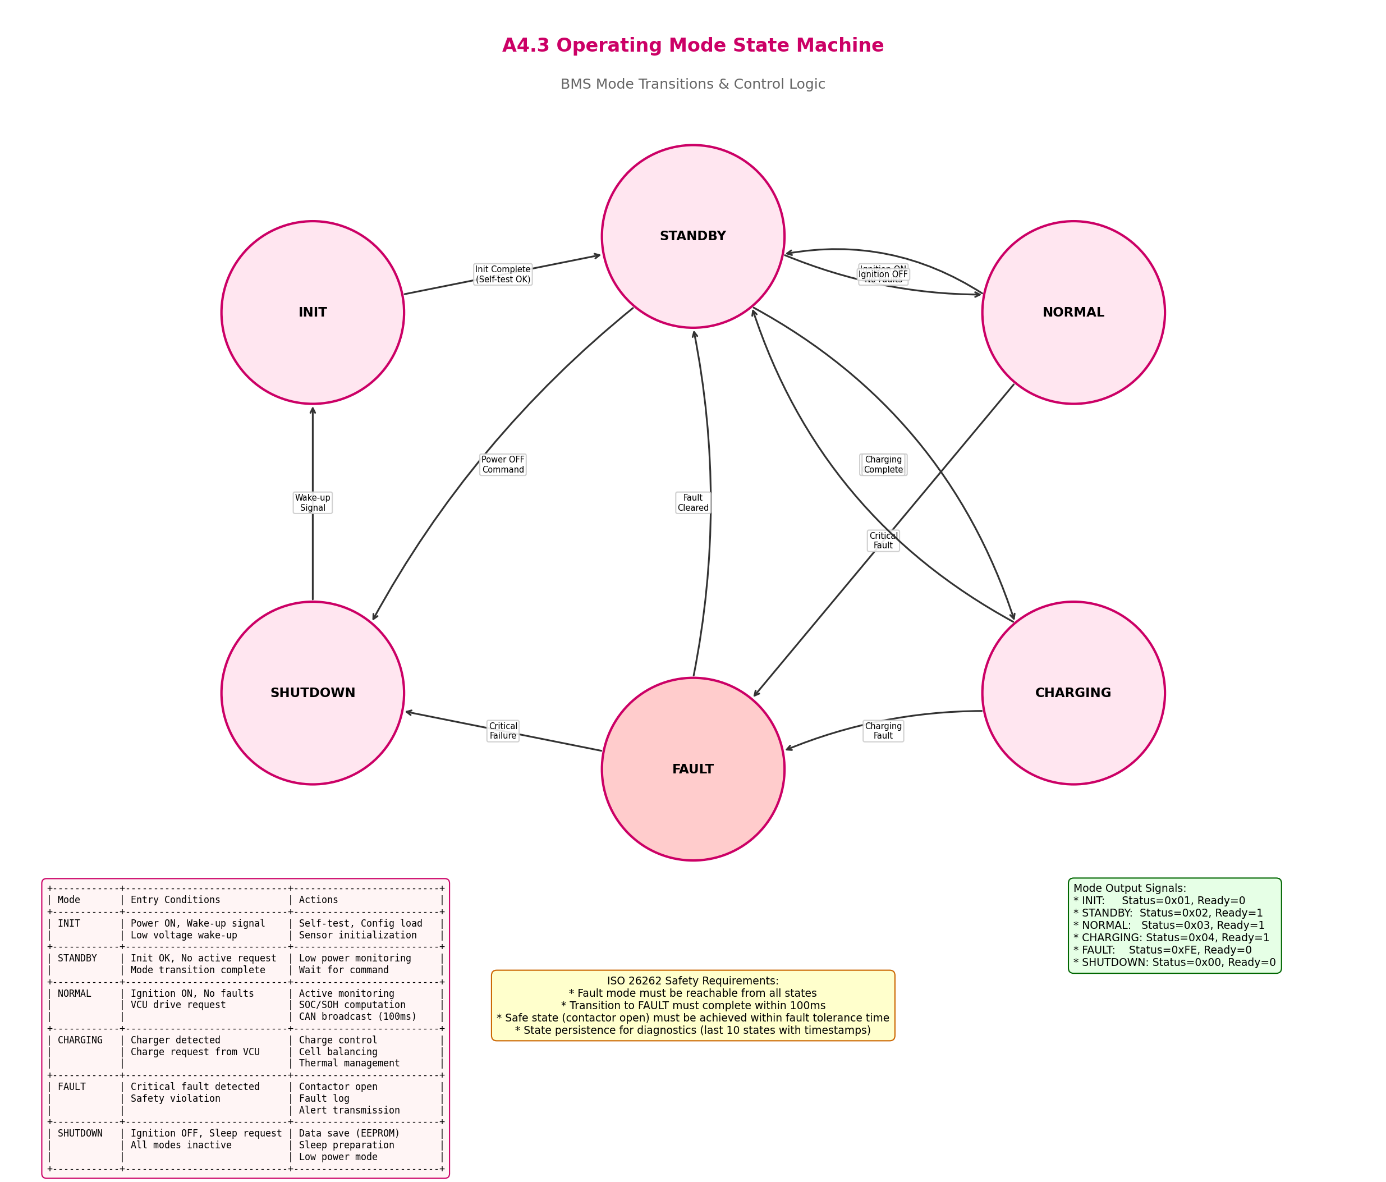 A4.3 Operating Mode State Machine
BMS Mode Transitions & Control Logic
STANDBY
INIT
NORMAL
Init Complete
(Self-test OK)
Ignition ON
Ignition OFF
No Faults
Power OFF
Command
Charging
Complete
Wake-up
Signal
Fault
Cleared
Critical
Fault
SHUTDOWN
CHARGING
Critical
Failure
Charging
Fault
FAULT
+------------+-----------------------------+--------------------------+
| Mode | Entry Conditions | Actions |
+------------+-----------------------------+--------------------------+
| INIT | Power ON, Wake-up signal | Self-test, Config load |
| | Low voltage wake-up | Sensor initialization |
+------------+-----------------------------+--------------------------+
| STANDBY | Init OK, No active request | Low power monitoring |
| | Mode transition complete | Wait for command |
+------------+-----------------------------+--------------------------+
| NORMAL | Ignition ON, No faults | Active monitoring |
| | VCU drive request | SOC/SOH computation |
| | | CAN broadcast (100ms) |
+------------+-----------------------------+--------------------------+
| CHARGING | Charger detected | Charge control |
| | Charge request from VCU | Cell balancing |
| | | Thermal management |
+------------+-----------------------------+--------------------------+
| FAULT | Critical fault detected | Contactor open |
| | Safety violation | Fault log |
| | | Alert transmission |
+------------+-----------------------------+--------------------------+
| SHUTDOWN | Ignition OFF, Sleep request | Data save (EEPROM) |
| | All modes inactive | Sleep preparation |
| | | Low power mode |
+------------+-----------------------------+--------------------------+
ISO 26262 Safety Requirements:
* Fault mode must be reachable from all states
* Transition to FAULT must complete within 100ms
* Safe state (contactor open) must be achieved within fault tolerance time
* State persistence for diagnostics (last 10 states with timestamps)
Mode Output Signals:
* INIT: Status=0x01, Ready=0
* STANDBY: Status=0x02, Ready=1
* NORMAL: Status=0x03, Ready=1
* CHARGING: Status=0x04, Ready=1
* FAULT: Status=0xFE, Ready=0
* SHUTDOWN: Status=0x00, Ready=0